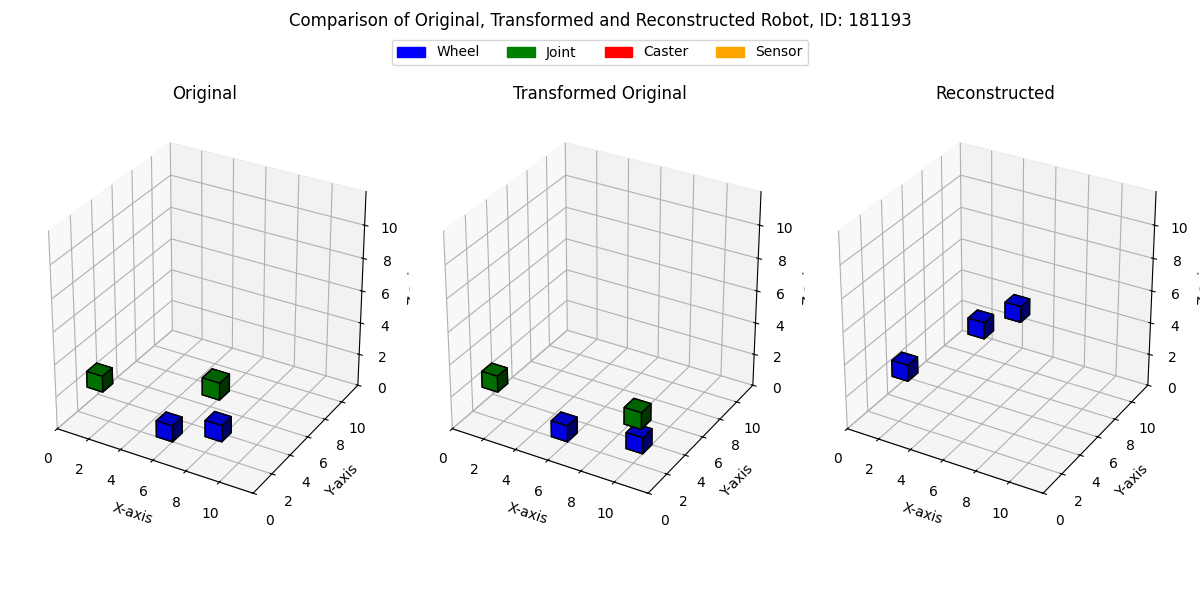 Comparison of Original, Transformed and Reconstructed Robot, ID: 181193
Wheel Joint Caster Sensor
Original
Transformed Original
Reconstructed
0 2 4 6 8 10
X-axis
0 2 4 6 8 10
Y-axis
0 2 4 6 8 10
0 2 4 6 8 10
X-axis
0 2 4 6 8 10
Y-axis
0 2 4 6 8 10
0 2 4 6 8 10
X-axis
0 2 4 6 8 10
Y-axis
0 2 4 6 8 10